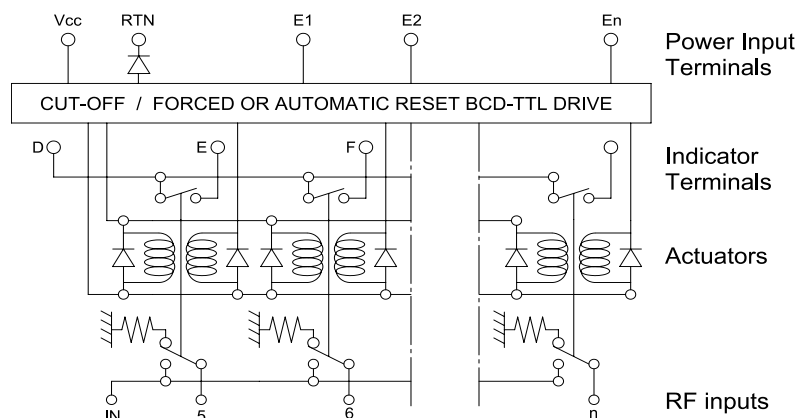 Vcc RTN E1 E2 En
Power Input
Terminals
CUT-OFF / FORCED OR AUTOMATIC RESET BCD-TTL DRIVE
D E F
Indicator
Terminals
Actuators
IN 5 6 n
RF inputs